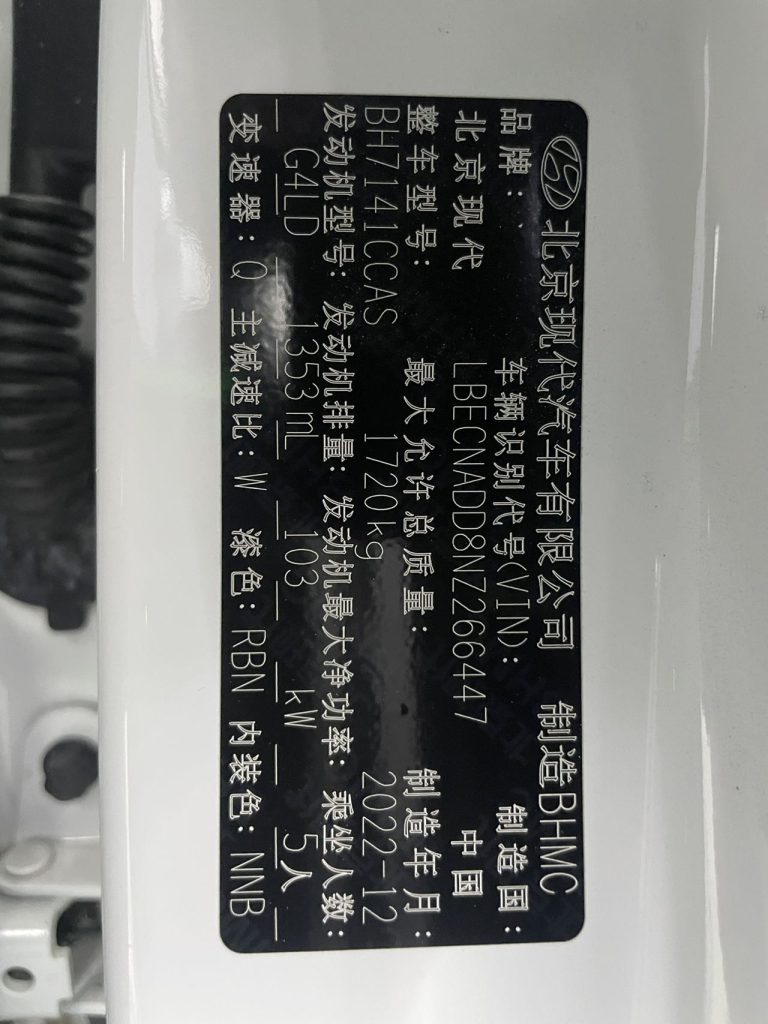 北京现代汽车有限公司 制造BHMC
品牌: 车辆识别代号(VIN): 制造国:
北京现代 LBECNADD8NZ266447 中国
整车型号: 最大允许总质量: 制造年月:
BH7141CCAS 1720kg 2022-12
发动机型号: 发动机排量: 发动机最大净功率: 乘坐人数:
G4LD 1353mL 103 kW 5人
变速器: Q 主减速比: W 漆色: RBN 内装色: NNB